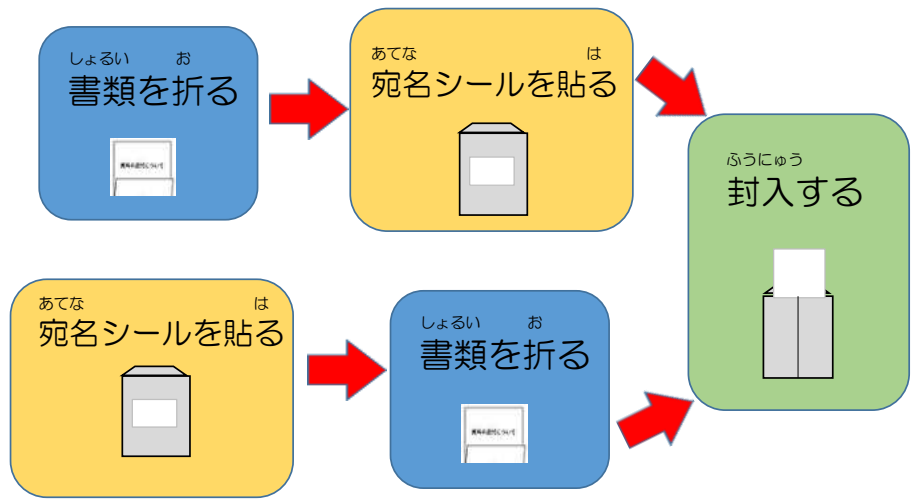 しょるい お
書類を折る
あてな は
宛名シールを貼る
ふうにゅう
封入する
あてな は
宛名シールを貼る
しょるい お
書類を折る